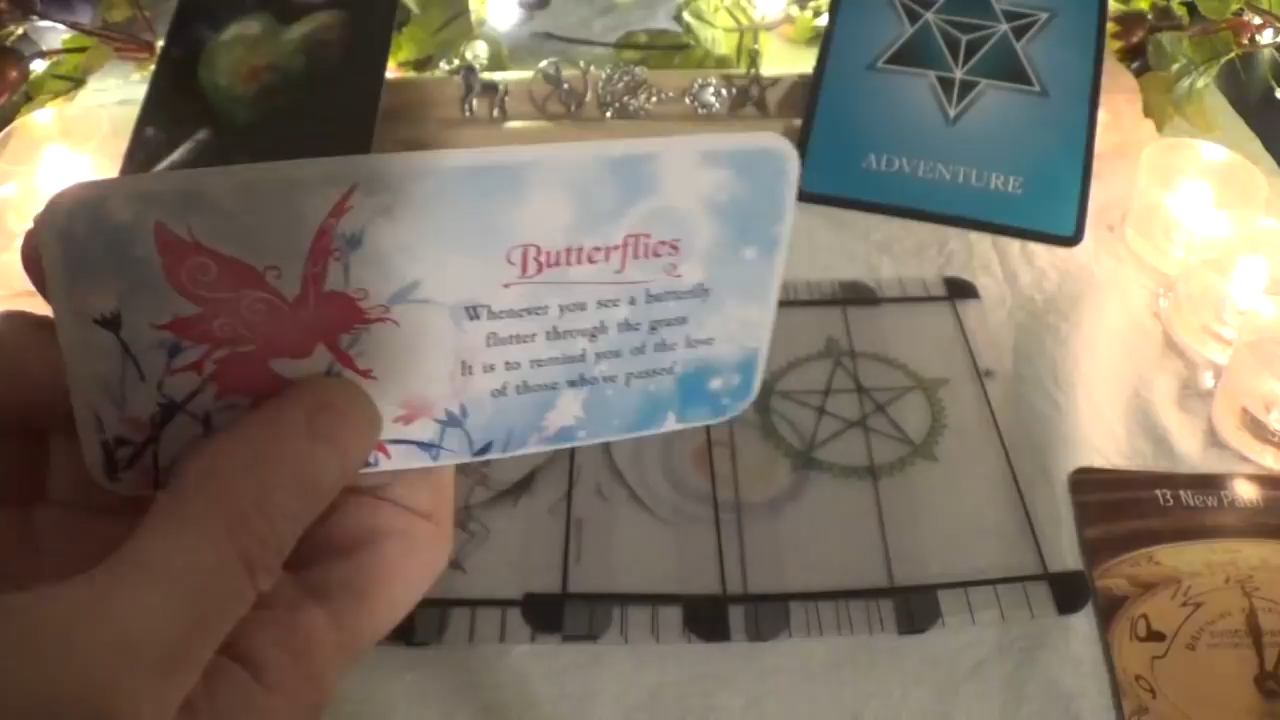 ADVENTURE
Butterflies
Whenever you see a butterfly
flutter through the grass
It is to remind you of the love
of those who've passed
13 New Path